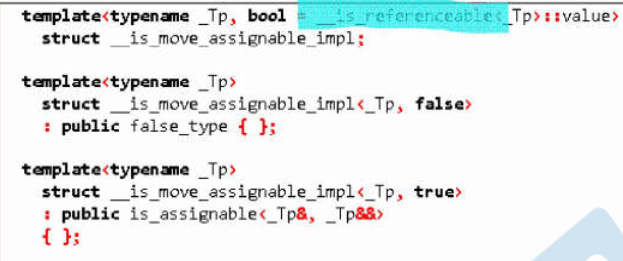 template<typename _Tp, bool = __is_referenceable<_Tp>::value>
struct __is_move_assignable_impl;
template<typename _Tp>
struct __is_move_assignable_impl<_Tp, false>
: public false_type { };
template<typename _Tp>
struct __is_move_assignable_impl<_Tp, true>
: public is_assignable<_Tp&, _Tp&&>
{ };